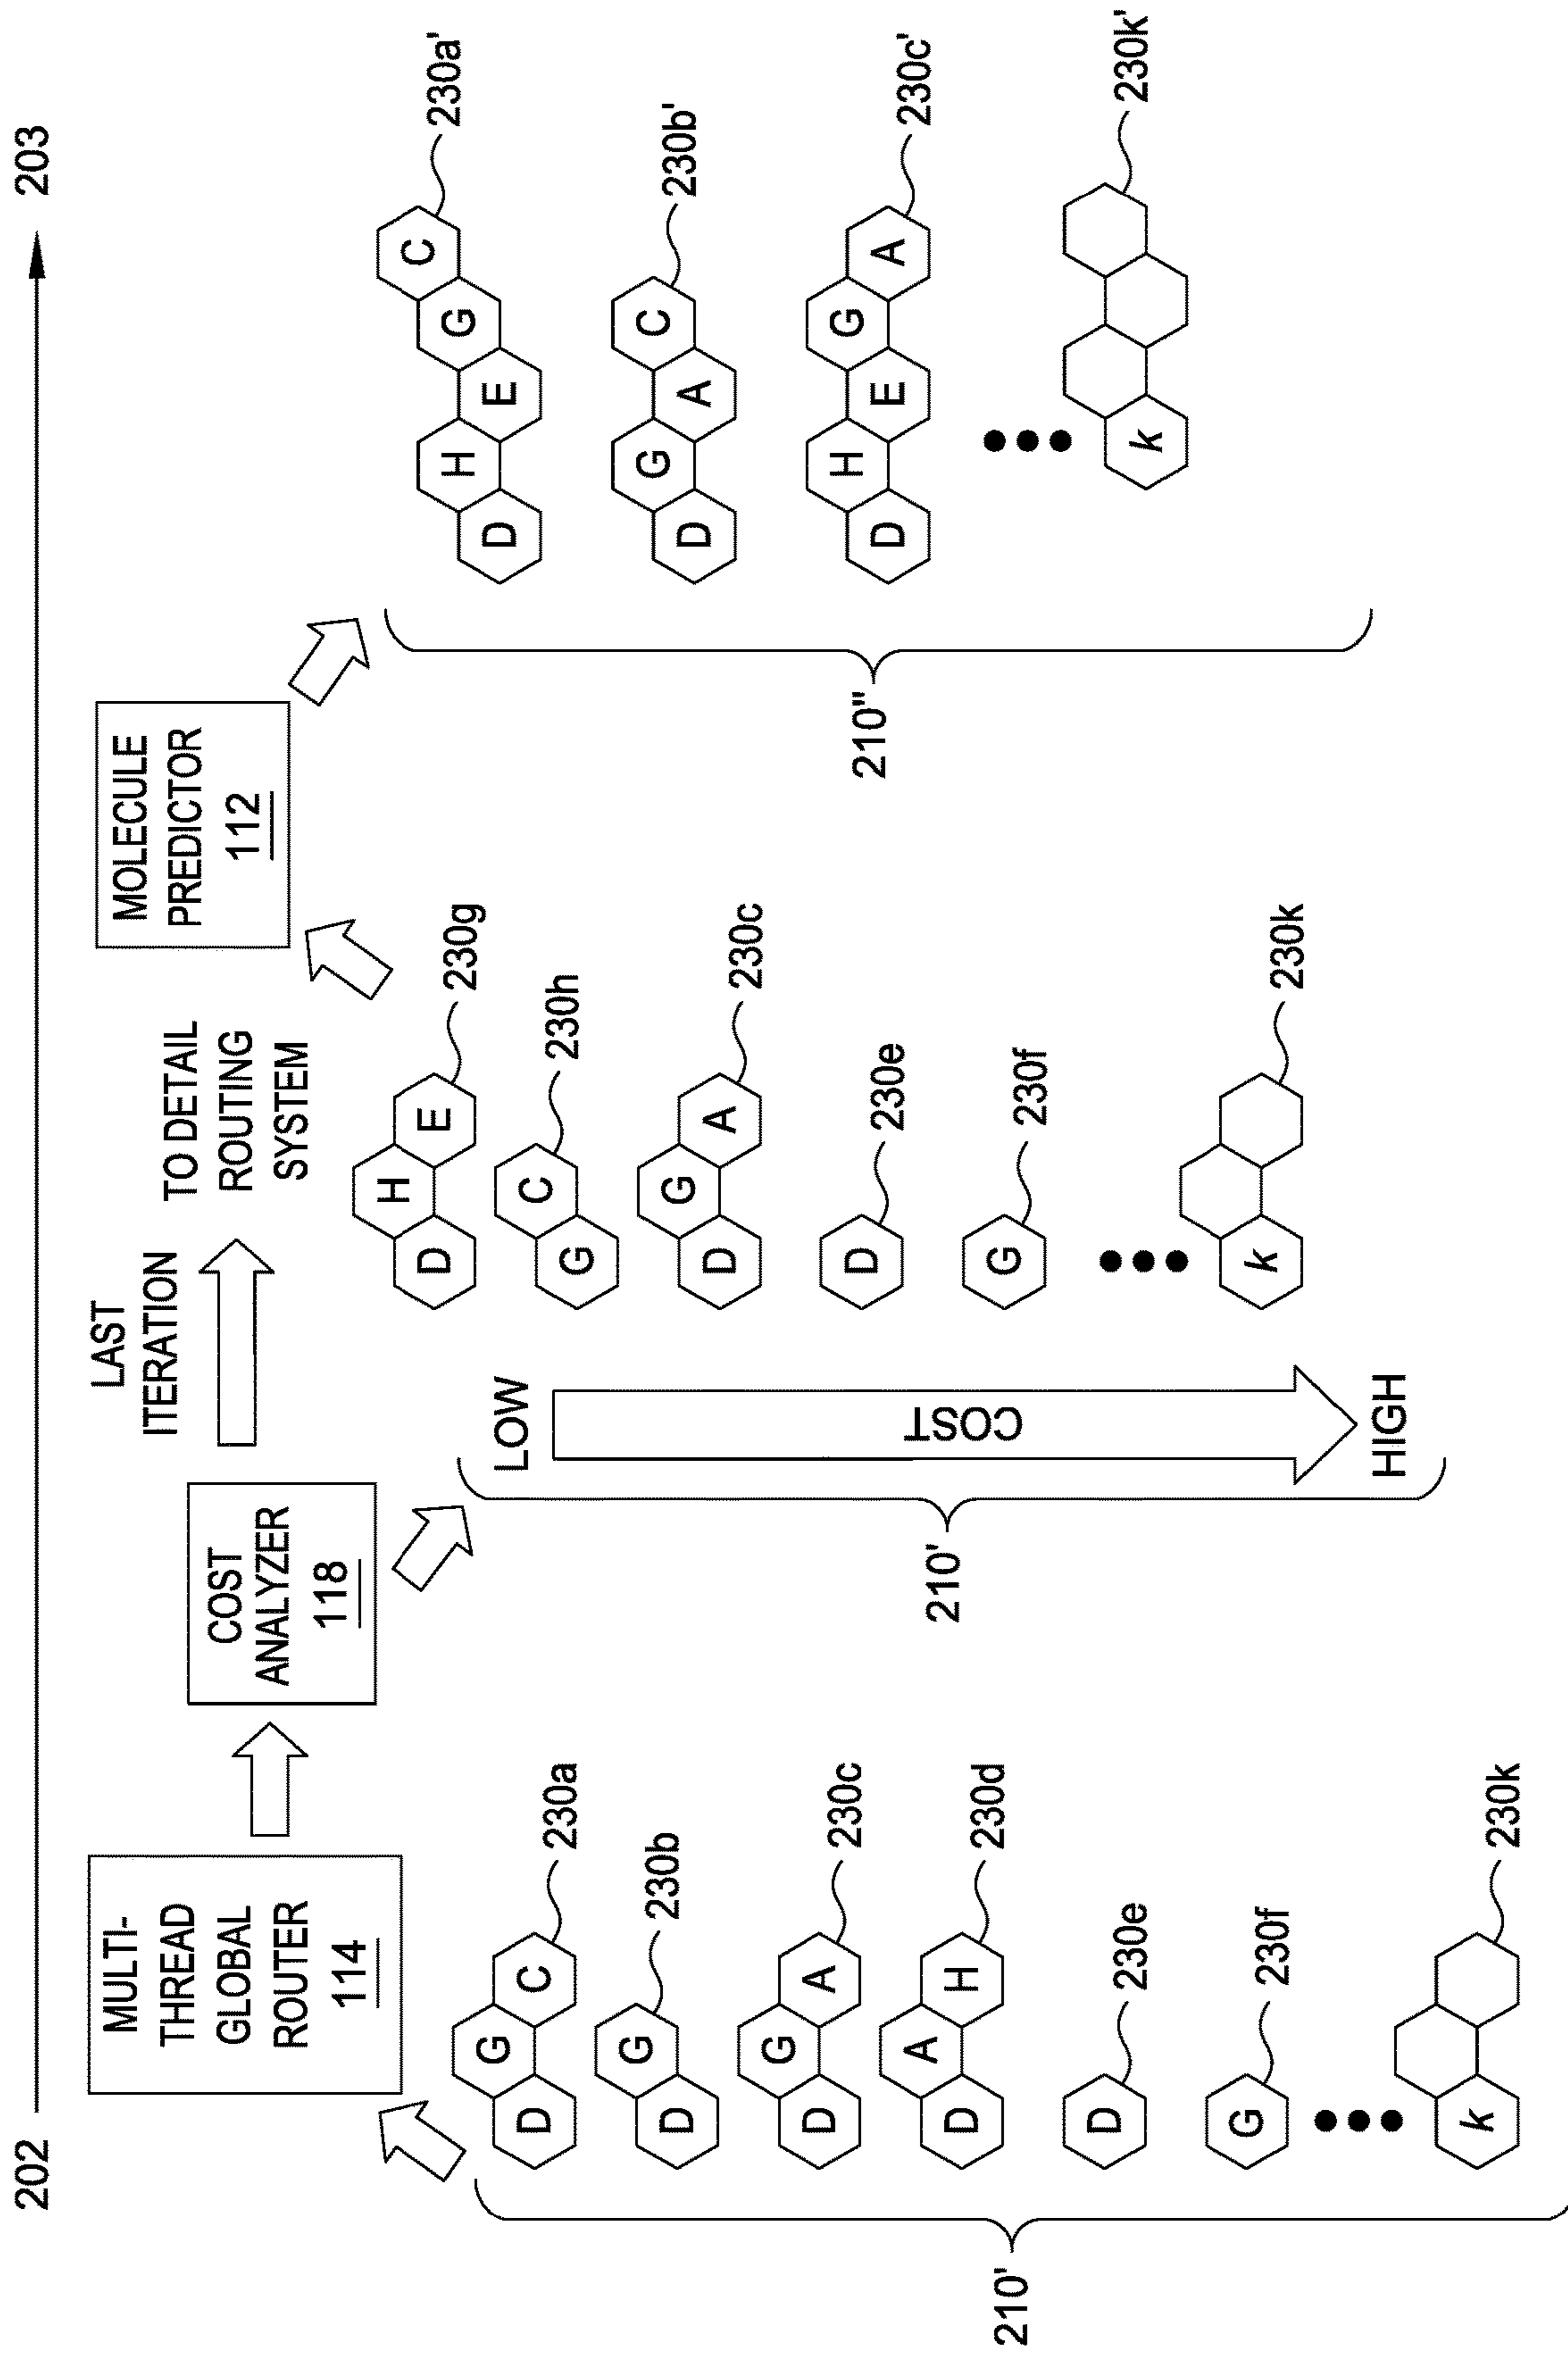 202
203
MULTI-
THREAD
GLOBAL
ROUTER
114
COST
ANALYZER
118
LAST
ITERATION
TO DETAIL
ROUTING
SYSTEM
MOLECULE
PREDICTOR
112
210'
D G C 230a
D G 230b
D G A 230c
D A H 230d
D 230e
G 230f
k 230k
210'
LOW
COST
HIGH
D H E 230g
G C 230h
D G A 230c
D 230e
G 230f
k 230k
210"
D H E G C 230a'
D G A C 230b'
D H E G A 230c'
k 230k'